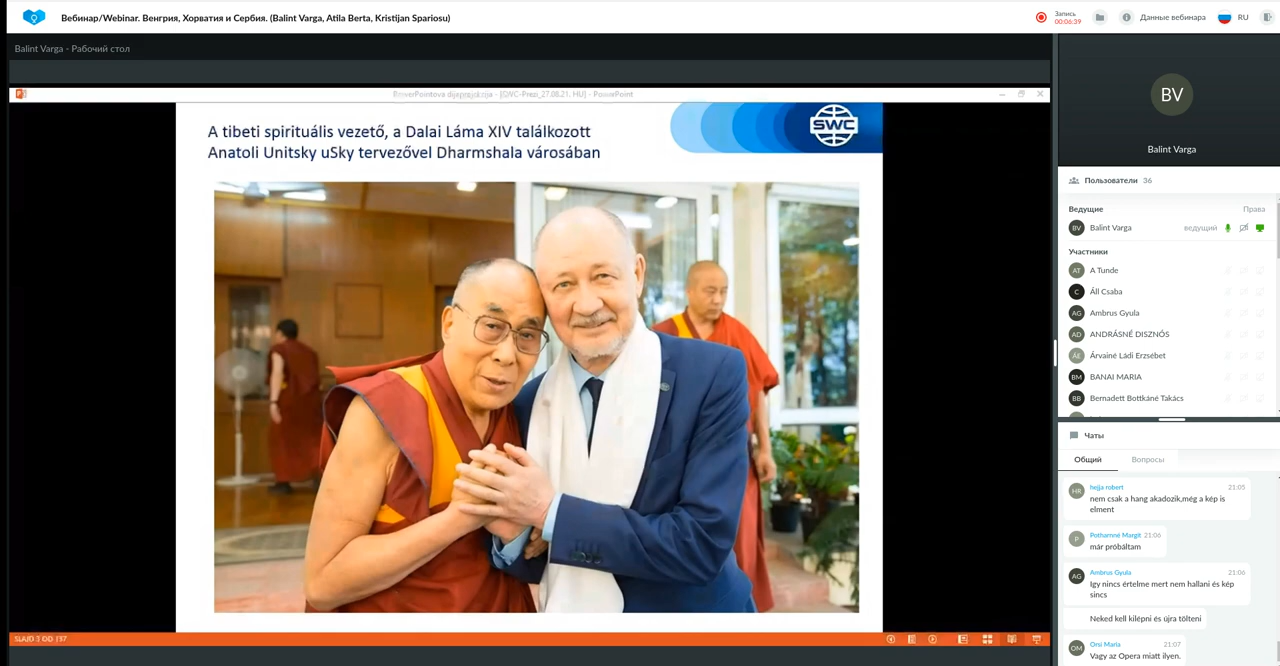 Вебинар/Webinar. Венгрия, Хорватия и Сербия. (Balint Varga, Atila Berta, Kristijan Spariosu)
Запись
00:06:39
Данные вебинара
RU
Balint Varga - Рабочий стол
PowerPoint
A tibeti spirituális vezető, a Dalai Láma XIV találkozott
Anatoli Unitsky uSky tervezővel Dharmshala városában
SWC
BV
Balint Varga
Пользователи 36
Ведущие Права
BV Balint Varga ведущий
Участники
AT A Tunde
C Áll Csaba
AG Ambrus Gyula
AD ANDRÁSNÉ DISZNÓS
ÁE Árvainé Ládi Erzsébet
BM BANAI MARIA
BB Bernadett Bottkáné Takács
Чаты
Общий Вопросы
HR hejja robert 21:05
nem csak a hang akadozik,még a kép is
elment
P Potharnné Margit 21:06
már próbáltam
AG Ambrus Gyula 21:06
Igy nincs értelme mert nem hallani és kép
sincs
Neked kell kilépni és újra tölteni
OM Orsi Maria 21:07
Vagy az Opera miatt ilyen.